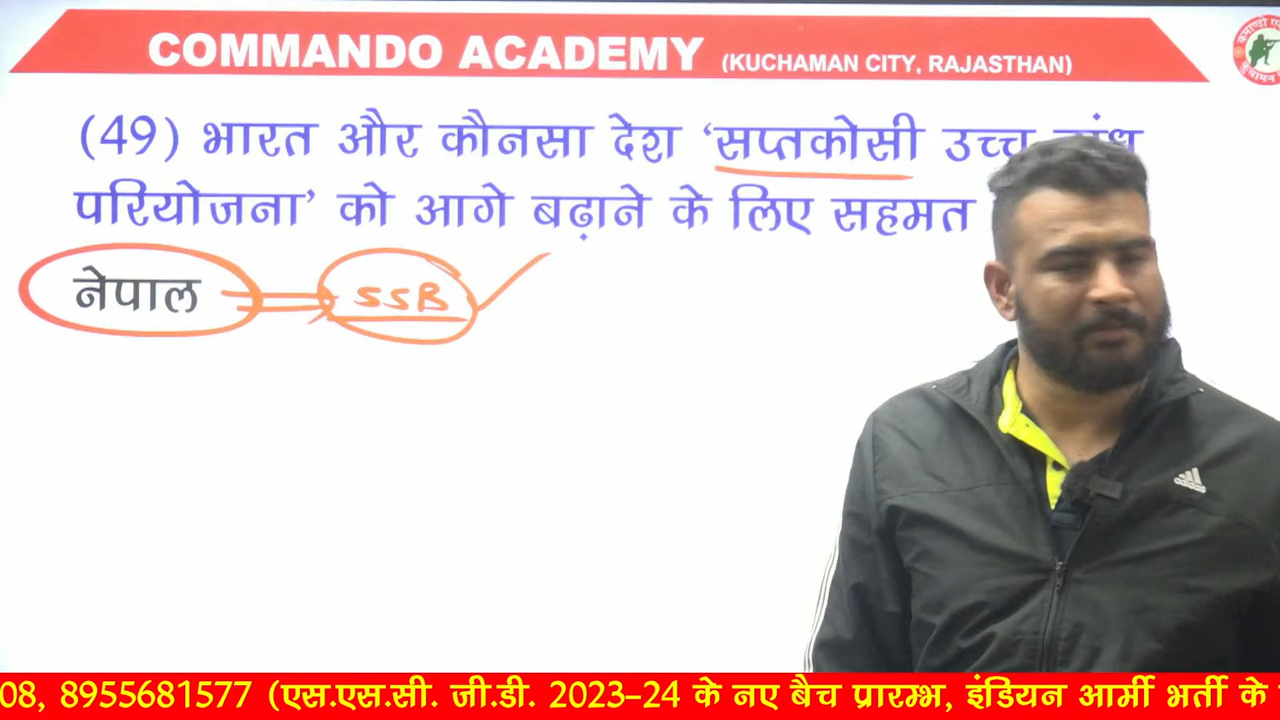 COMMANDO ACADEMY (KUCHAMAN CITY, RAJASTHAN)
(49) भारत और कौनसा देश ‘सप्तकोसी उच्च
परियोजना’ को आगे बढ़ाने के लिए सहमत
नेपाल SSB
08, 8955681577 (एस.एस.सी. जी.डी. 2023–24 के नए बैच प्रारम्भ, इंडियन आर्मी भर्ती के
adidas